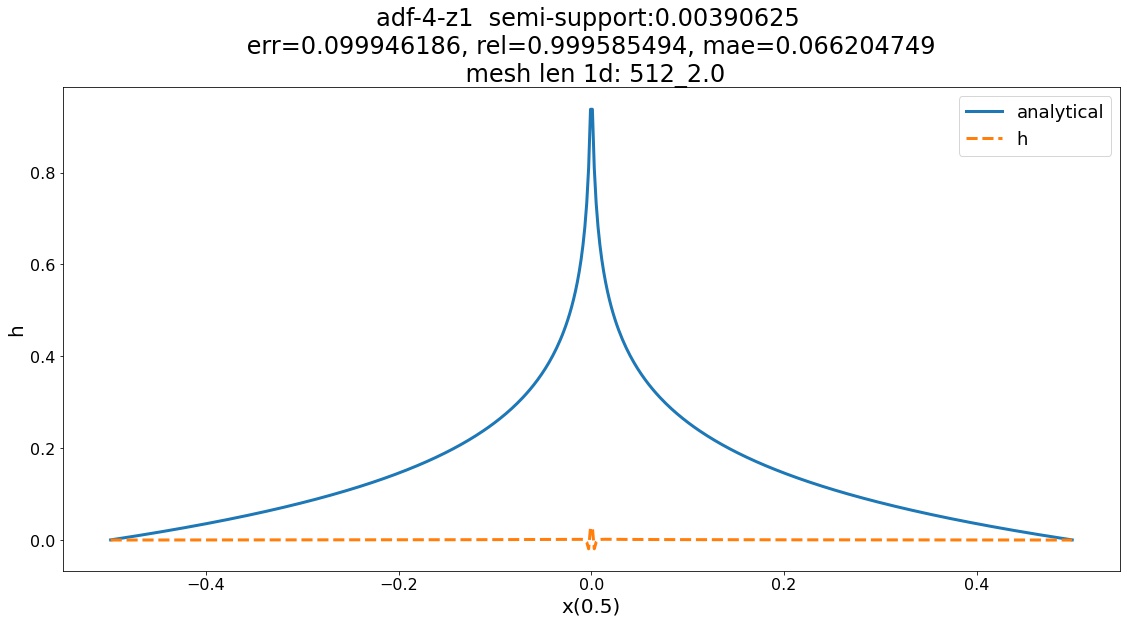 adf-4-z1  semi-support:0.00390625
err=0.099946186, rel=0.999585494, mae=0.066204749
mesh len 1d: 512_2.0
analytical
h
0.8
0.6
0.4
0.2
0.0
h
−0.4
−0.2
0.0
0.2
0.4
x(0.5)